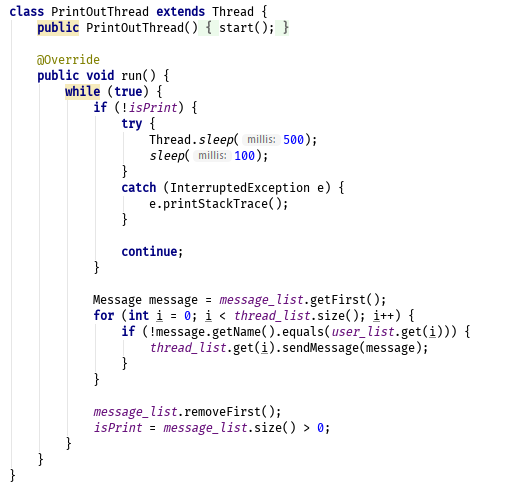 class PrintOutThread extends Thread {
    public PrintOutThread() { start(); }

    @Override
    public void run() {
        while (true) {
            if (!isPrint) {
                try {
                    Thread.sleep( millis: 500);
                    sleep( millis: 100);
                }
                catch (InterruptedException e) {
                    e.printStackTrace();
                }

                continue;
            }

            Message message = message_list.getFirst();
            for (int i = 0; i < thread_list.size(); i++) {
                if (!message.getName().equals(user_list.get(i))) {
                    thread_list.get(i).sendMessage(message);
                }
            }

            message_list.removeFirst();
            isPrint = message_list.size() > 0;
        }
    }
}